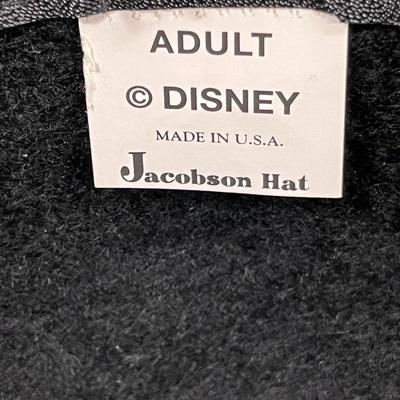 ADULT
© DISNEY
MADE IN U.S.A.
Jacobson Hat